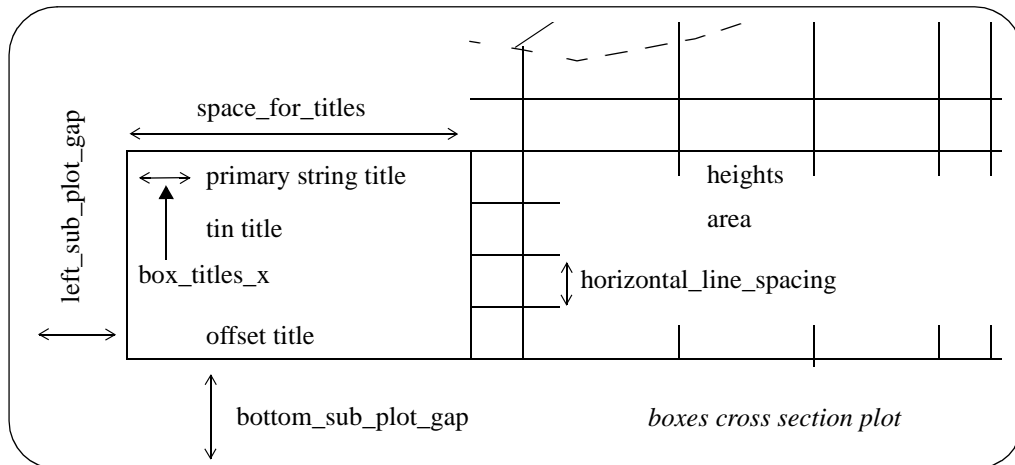 space_for_titles
left_sub_plot_gap
primary string title
heights
tin title
area
box_titles_x
horizontal_line_spacing
offset title
bottom_sub_plot_gap
boxes cross section plot